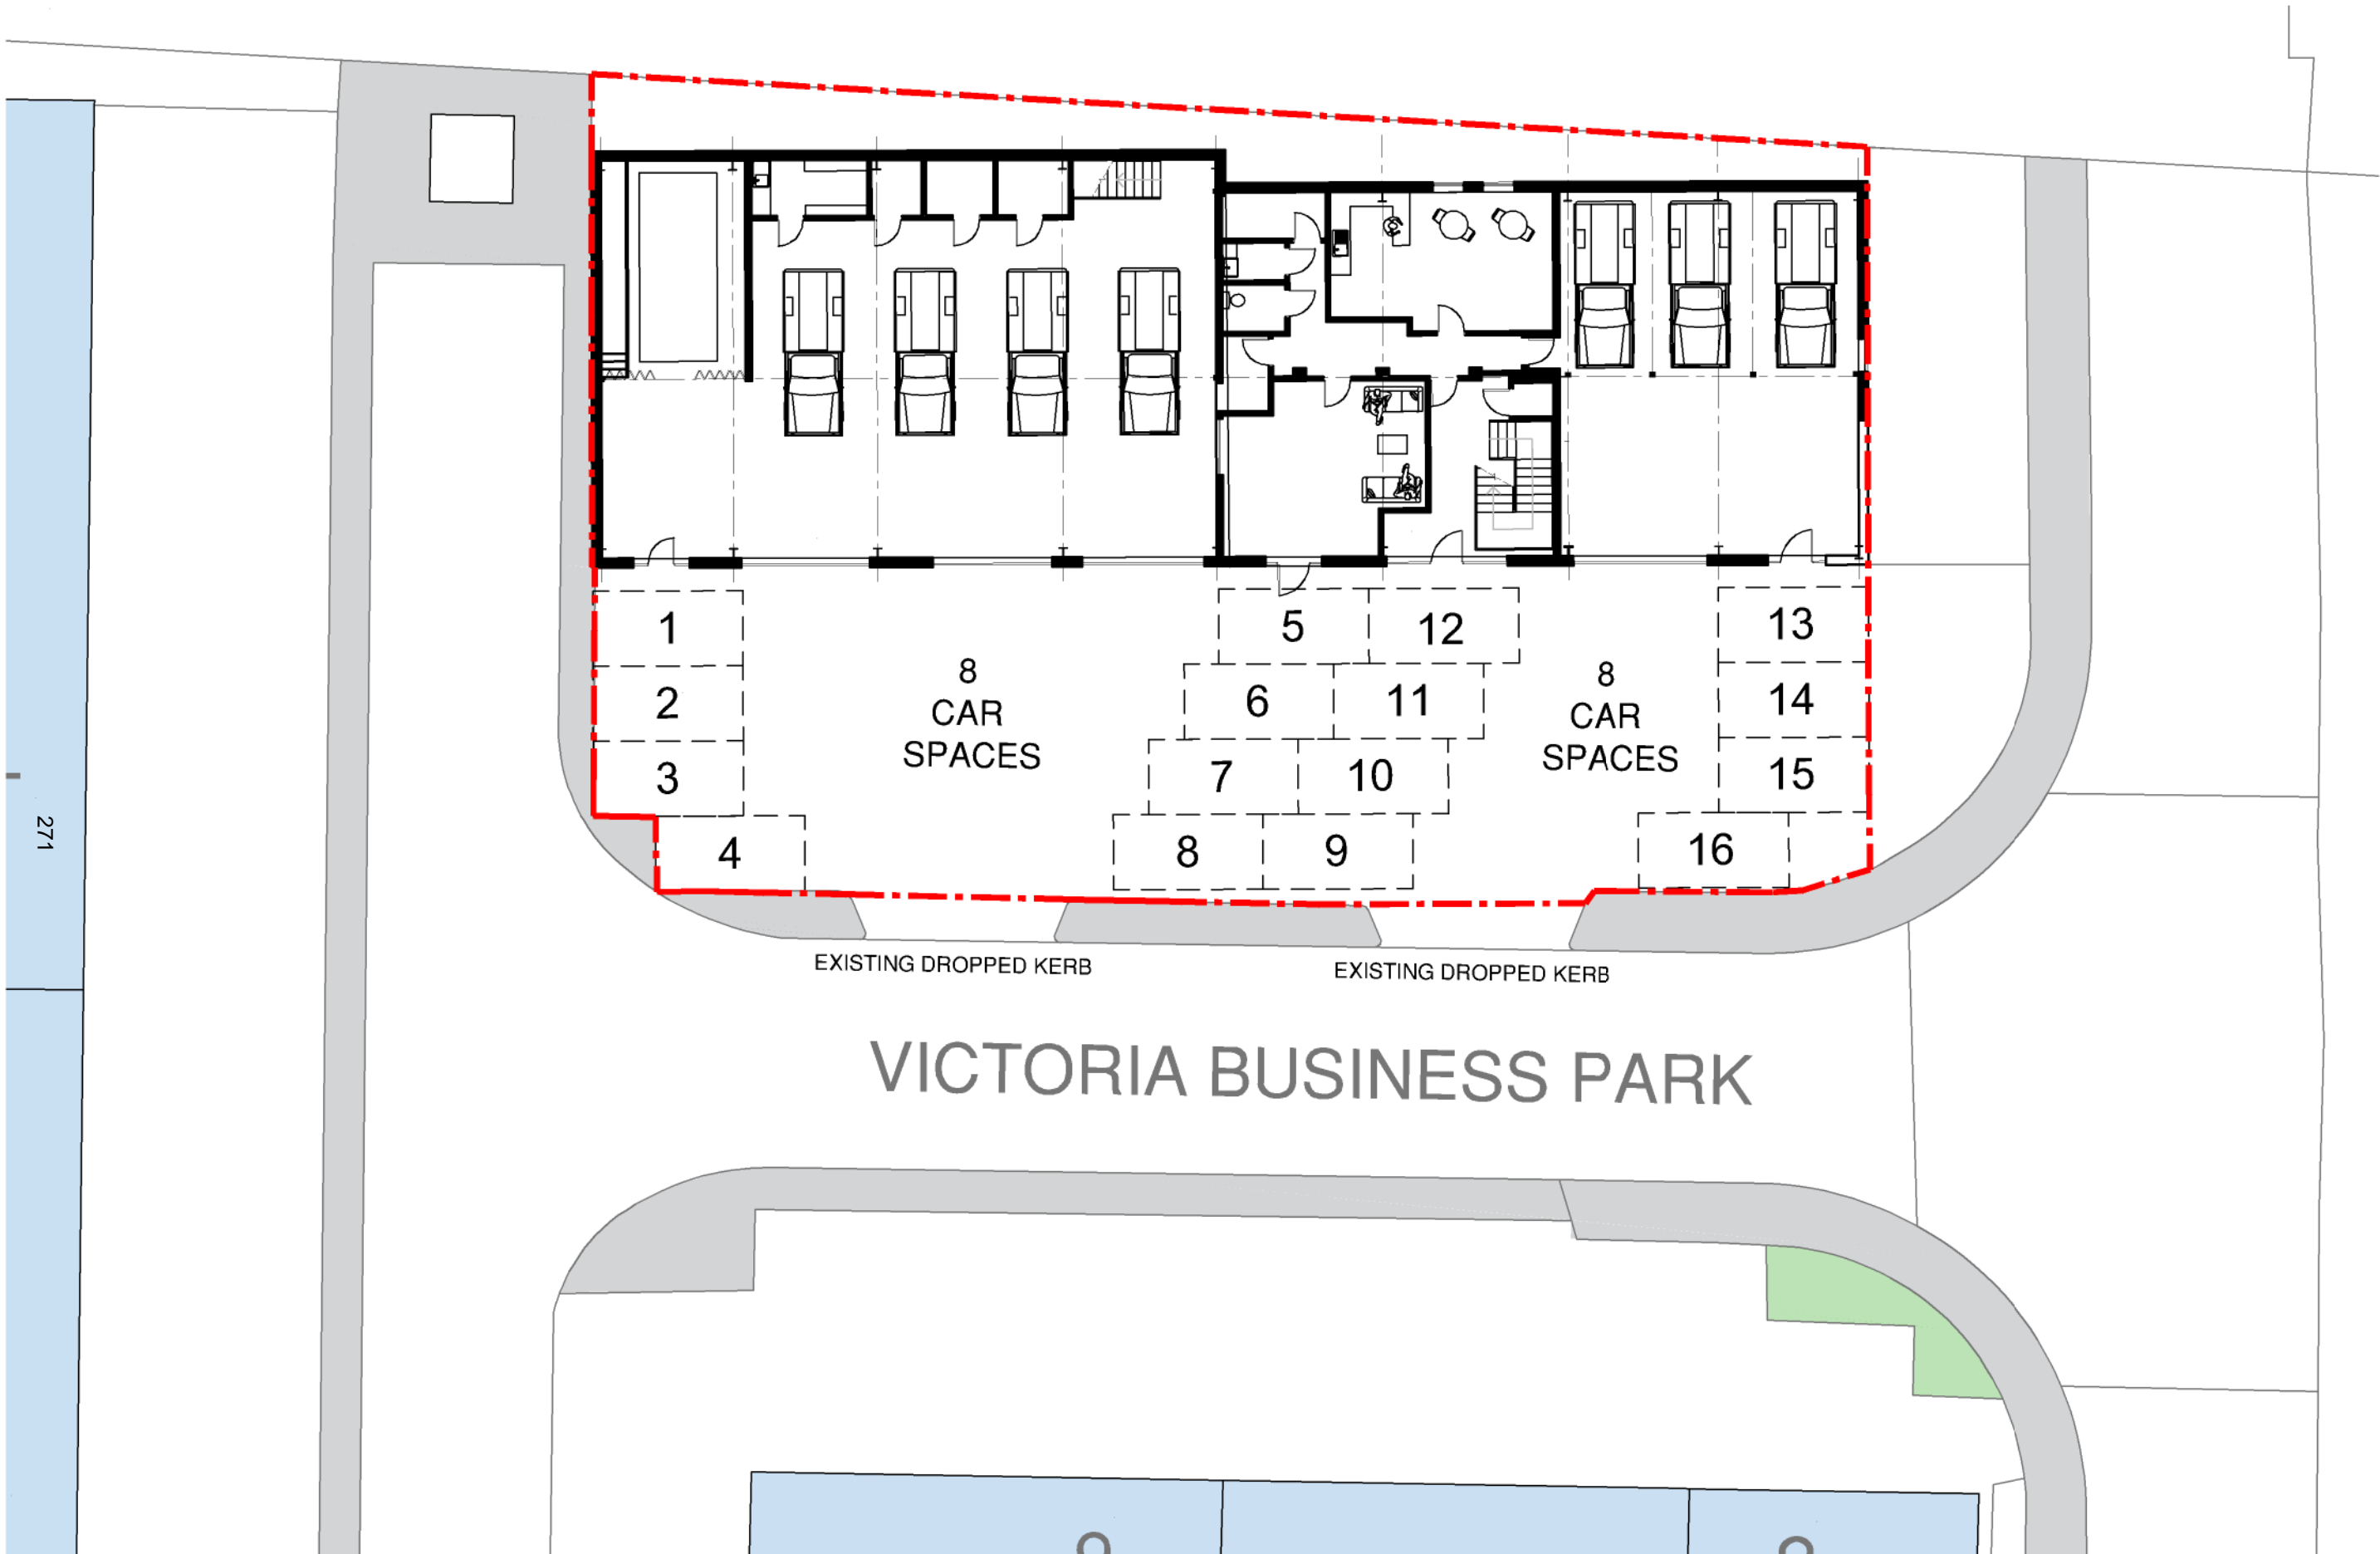 1
5
12
13
8
CAR
SPACES
8
CAR
SPACES
2
6
11
14
3
7
10
15
4
8
9
16
271
EXISTING DROPPED KERB
EXISTING DROPPED KERB
VICTORIA BUSINESS PARK